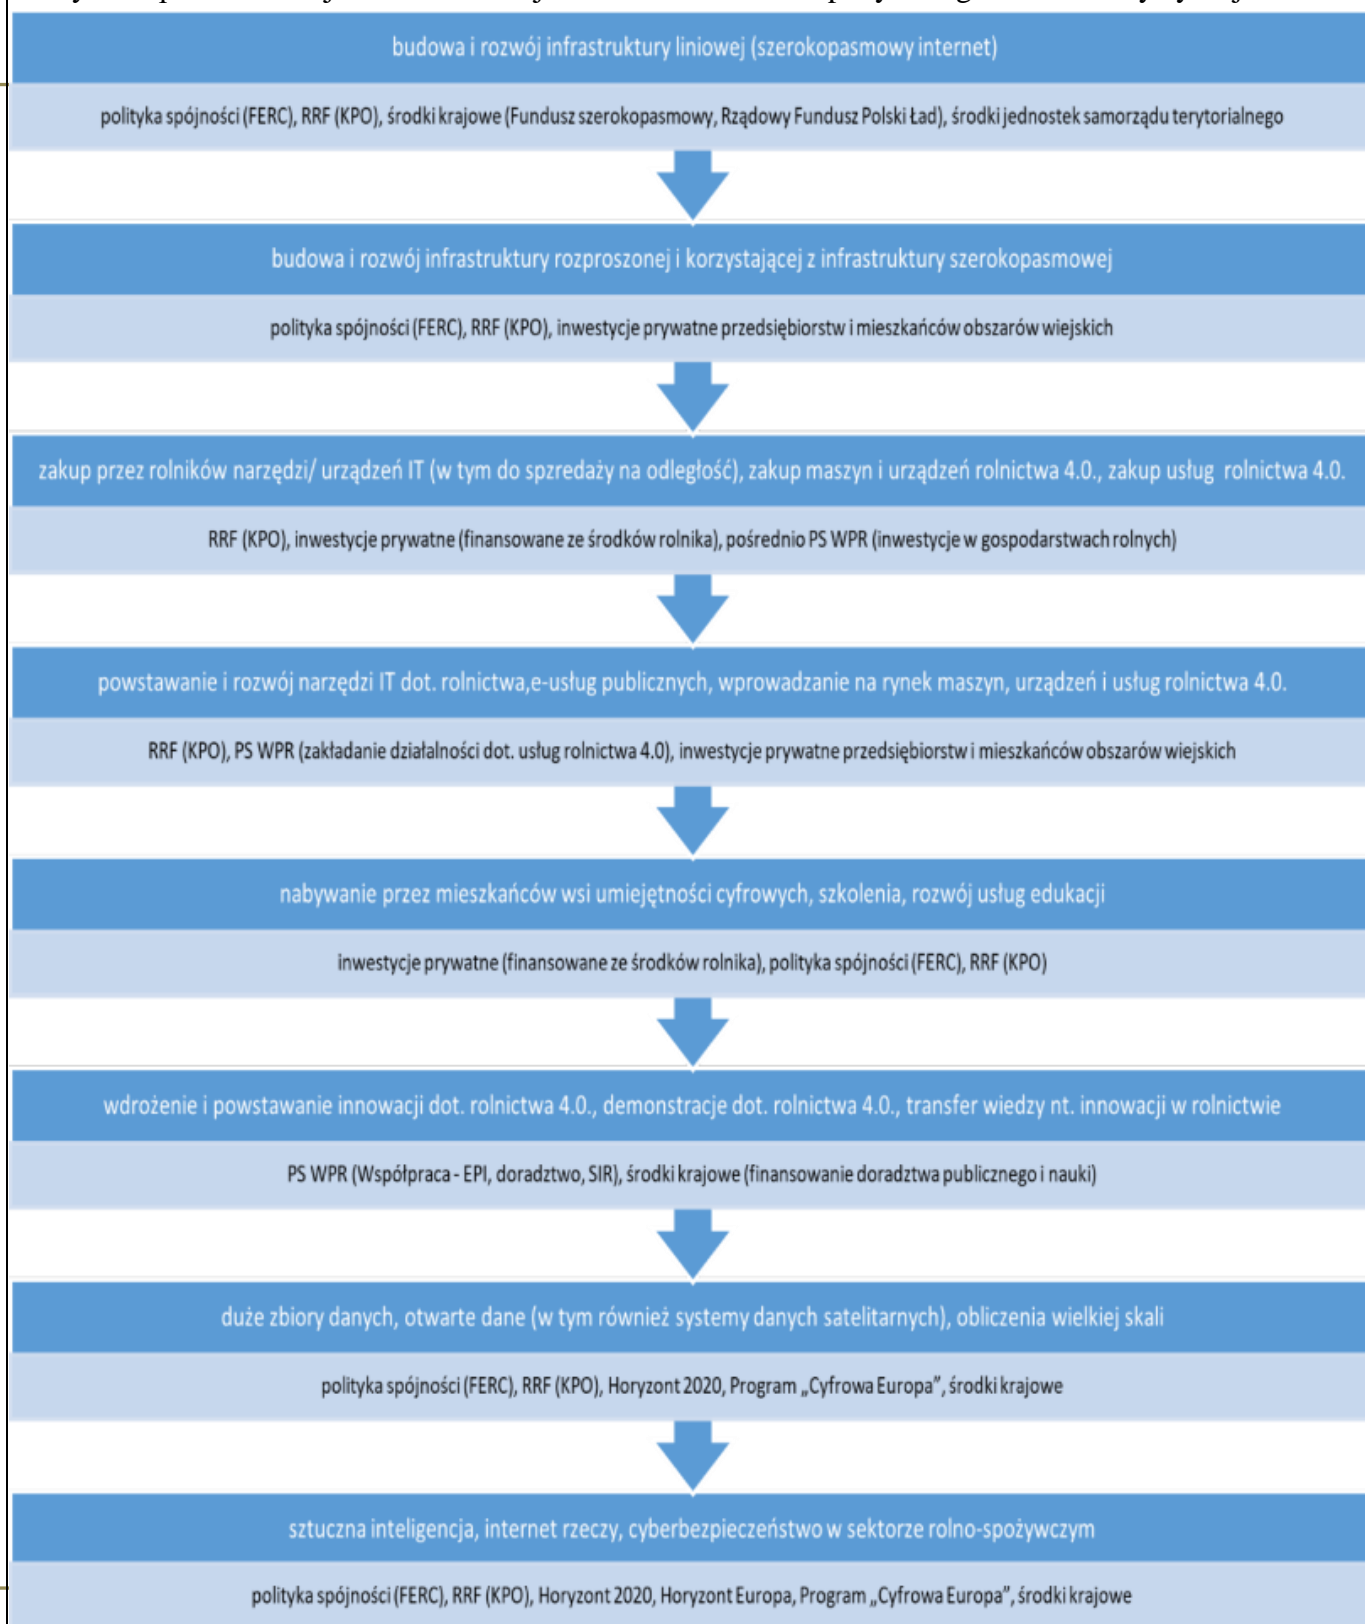 budowa i rozwój infrastruktury liniowej (szerokopasmowy internet)
polityka spójności (FERC), RRF (KPO), środki krajowe (Fundusz szerokopasmowy, Rządowy Fundusz Polski Ład), środki jednostek samorządu terytorialnego
budowa i rozwój infrastruktury rozproszonej i korzystającej z infrastruktury szerokopasmowej
polityka spójności (FERC), RRF (KPO), inwestycje prywatne przedsiębiorstw i mieszkańców obszarów wiejskich
zakup przez rolników narzędzi/ urządzeń IT (w tym do spzredaży na odległość), zakup maszyn i urządzeń rolnictwa 4.0., zakup usług rolnictwa 4.0.
RRF (KPO), inwestycje prywatne (finansowane ze środków rolnika), pośrednio PS WPR (inwestycje w gospodarstwach rolnych)
powstawanie i rozwój narzędzi IT dot. rolnictwa,e-usług publicznych, wprowadzanie na rynek maszyn, urządzeń i usług rolnictwa 4.0.
RRF (KPO), PS WPR (zakładanie działalności dot. usług rolnictwa 4.0), inwestycje prywatne przedsiębiorstw i mieszkańców obszarów wiejskich
nabywanie przez mieszkańców wsi umiejętności cyfrowych, szkolenia, rozwój usług edukacji
inwestycje prywatne (finansowane ze środków rolnika), polityka spójności (FERC), RRF (KPO)
wdrożenie i powstawanie innowacji dot. rolnictwa 4.0., demonstracje dot. rolnictwa 4.0., transfer wiedzy nt. innowacji w rolnictwie
PS WPR (Współpraca - EPI, doradztwo, SIR), środki krajowe (finansowanie doradztwa publicznego i nauki)
duże zbiory danych, otwarte dane (w tym również systemy danych satelitarnych), obliczenia wielkiej skali
polityka spójności (FERC), RRF (KPO), Horyzont 2020, Program „Cyfrowa Europa”, środki krajowe
sztuczna inteligencja, internet rzeczy, cyberbezpieczeństwo w sektorze rolno-spożywczym
polityka spójności (FERC), RRF (KPO), Horyzont 2020, Horyzont Europa, Program „Cyfrowa Europa”, środki krajowe